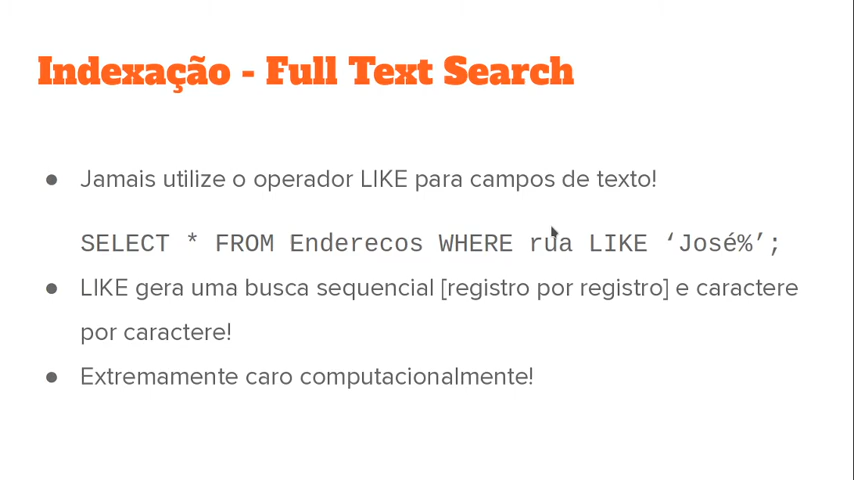 Indexação - Full Text Search
● Jamais utilize o operador LIKE para campos de texto!
SELECT * FROM Enderecos WHERE rua LIKE ‘José%’;
● LIKE gera uma busca sequencial [registro por registro] e caractere
por caractere!
● Extremamente caro computacionalmente!